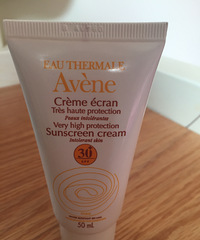 EAU THERMALE
Avène
Crème écran
Très haute protection
Peaux intolérantes
Very high protection
Sunscreen cream
Intolerant skin
30
50 mL